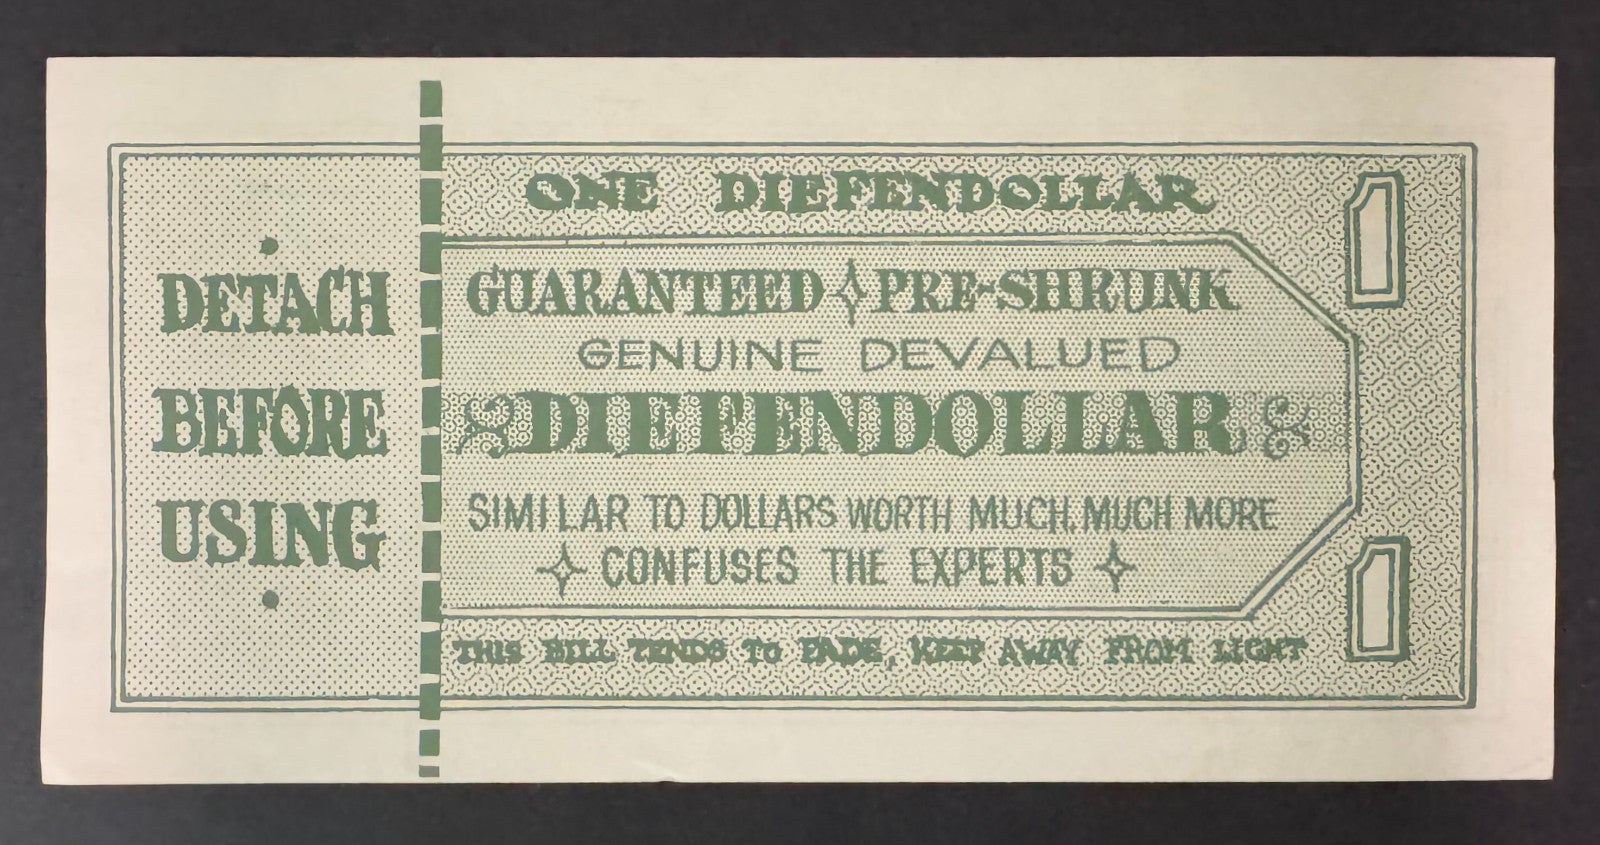 DETACH
BEFORE
USING
ONE DIEFENDOLLAR
1
GUARANTEED PRE-SHRUNK
GENUINE DEVALUED
DIEFENDOLLAR
SIMILAR TO DOLLARS WORTH MUCH, MUCH MORE
CONFUSES THE EXPERTS
1
THIS BILL TENDS TO FADE, KEEP AWAY FROM LIGHT